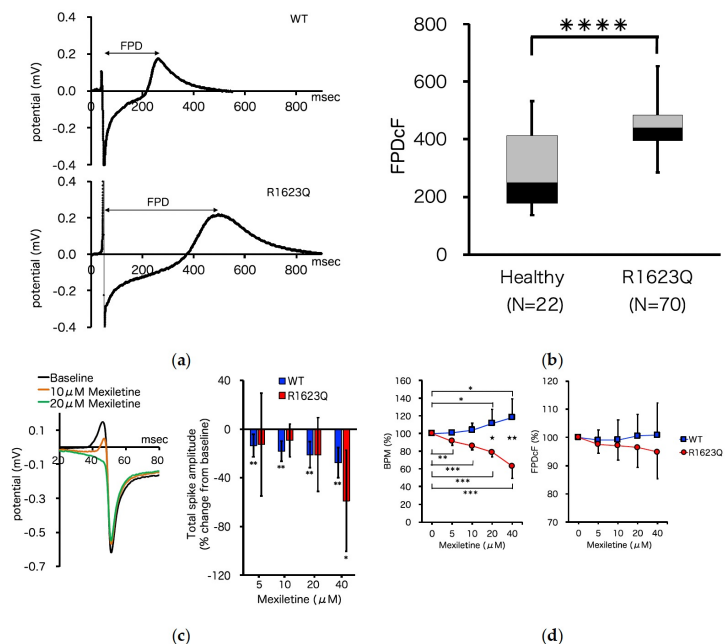 WT
0.4
FPD
0.2
msec
0.0
0 200 400 600 800
-0.2
0.4
potential (mV)
R1623Q
0.4
FPD
0.2
msec
0.0
0 200 400 600 800
-0.2
-0.4
potential (mV)
(a)
800
600
400
200
0
FPDcF
****
Healthy
(N=22)
R1623Q
(N=70)
(b)
Baseline
10μM Mexiletine
20μM Mexiletine
0.1
msec
20 40 60 80
-0.1
-0.3
-0.5
-0.7
potential (mV)
WT
R1623Q
40
0
-40
-80
-120
Total spike amplitude
(% change from baseline)
** ** ** ** *
5 10 20 40
Mexiletine (μM)
(c)
160
140
120
100
80
60
40
20
0
BPM (%)
*
*
* **
**
***
***
***
0 5 10 20 40
Mexiletine (μM)
120
110
100
90
80
70
FPDcF (%)
WT
R1623Q
0 5 10 20 40
Mexiletine (μM)
(d)